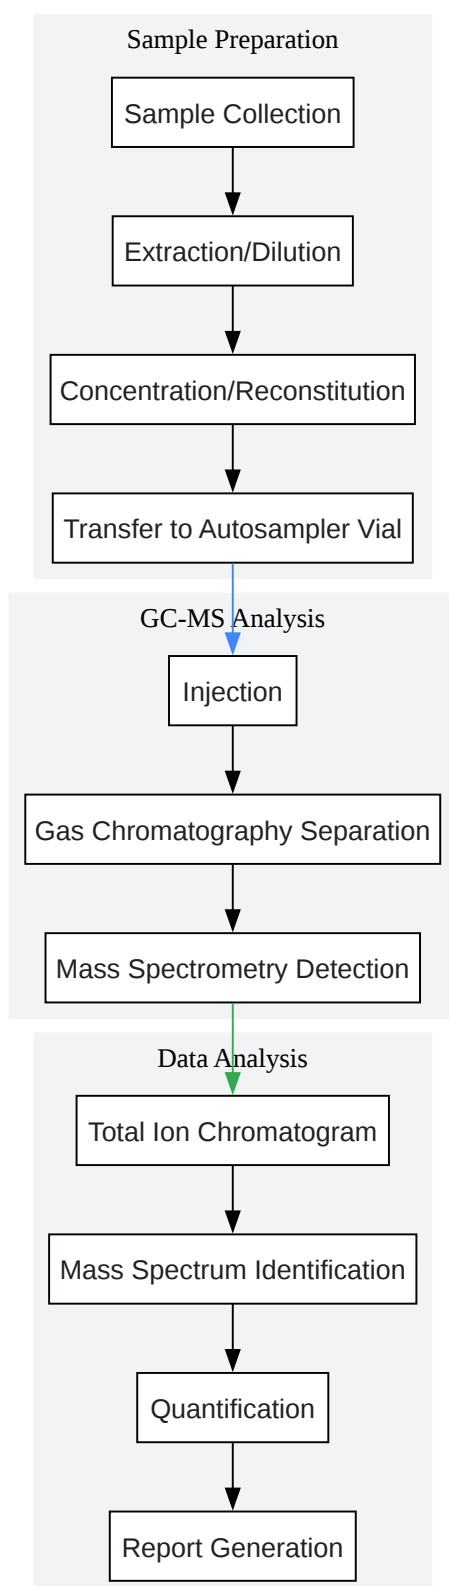 Sample Preparation
Sample Collection
Extraction/Dilution
Concentration/Reconstitution
Transfer to Autosampler Vial
GC-MS Analysis
Injection
Gas Chromatography Separation
Mass Spectrometry Detection
Data Analysis
Total Ion Chromatogram
Mass Spectrum Identification
Quantification
Report Generation